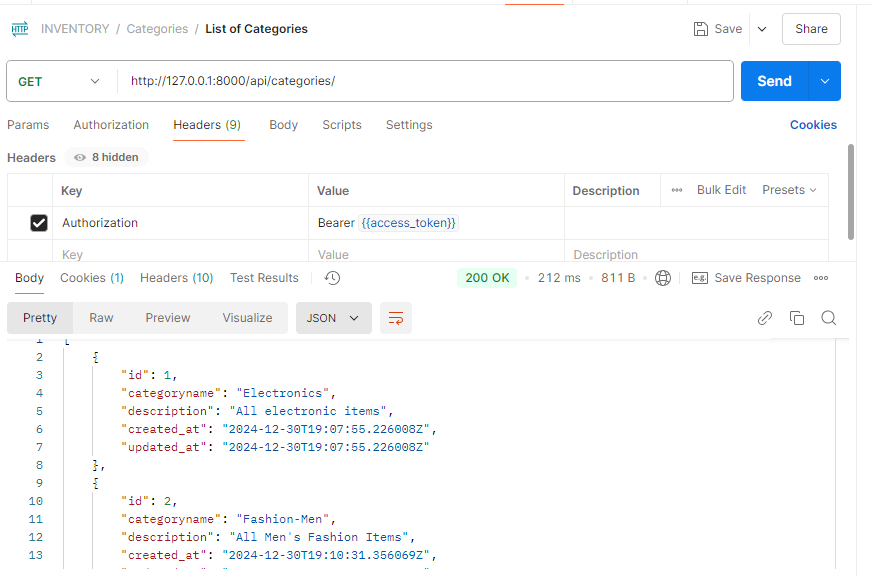 HTTP INVENTORY / Categories / List of Categories Save Share
GET http://127.0.0.1:8000/api/categories/ Send
Params Authorization Headers (9) Body Scripts Settings Cookies
Headers 8 hidden
Key Value Description Bulk Edit Presets
Authorization Bearer {{access_token}}
Key Value Description
Body Cookies (1) Headers (10) Test Results 200 OK 212 ms 811 B e.g. Save Response
Pretty Raw Preview Visualize JSON
1 [
2 {
3 "id": 1,
4 "categoryname": "Electronics",
5 "description": "All electronic items",
6 "created_at": "2024-12-30T19:07:55.226008Z",
7 "updated_at": "2024-12-30T19:07:55.226008Z"
8 },
9 {
10 "id": 2,
11 "categoryname": "Fashion-Men",
12 "description": "All Men's Fashion Items",
13 "created_at": "2024-12-30T19:10:31.356069Z",